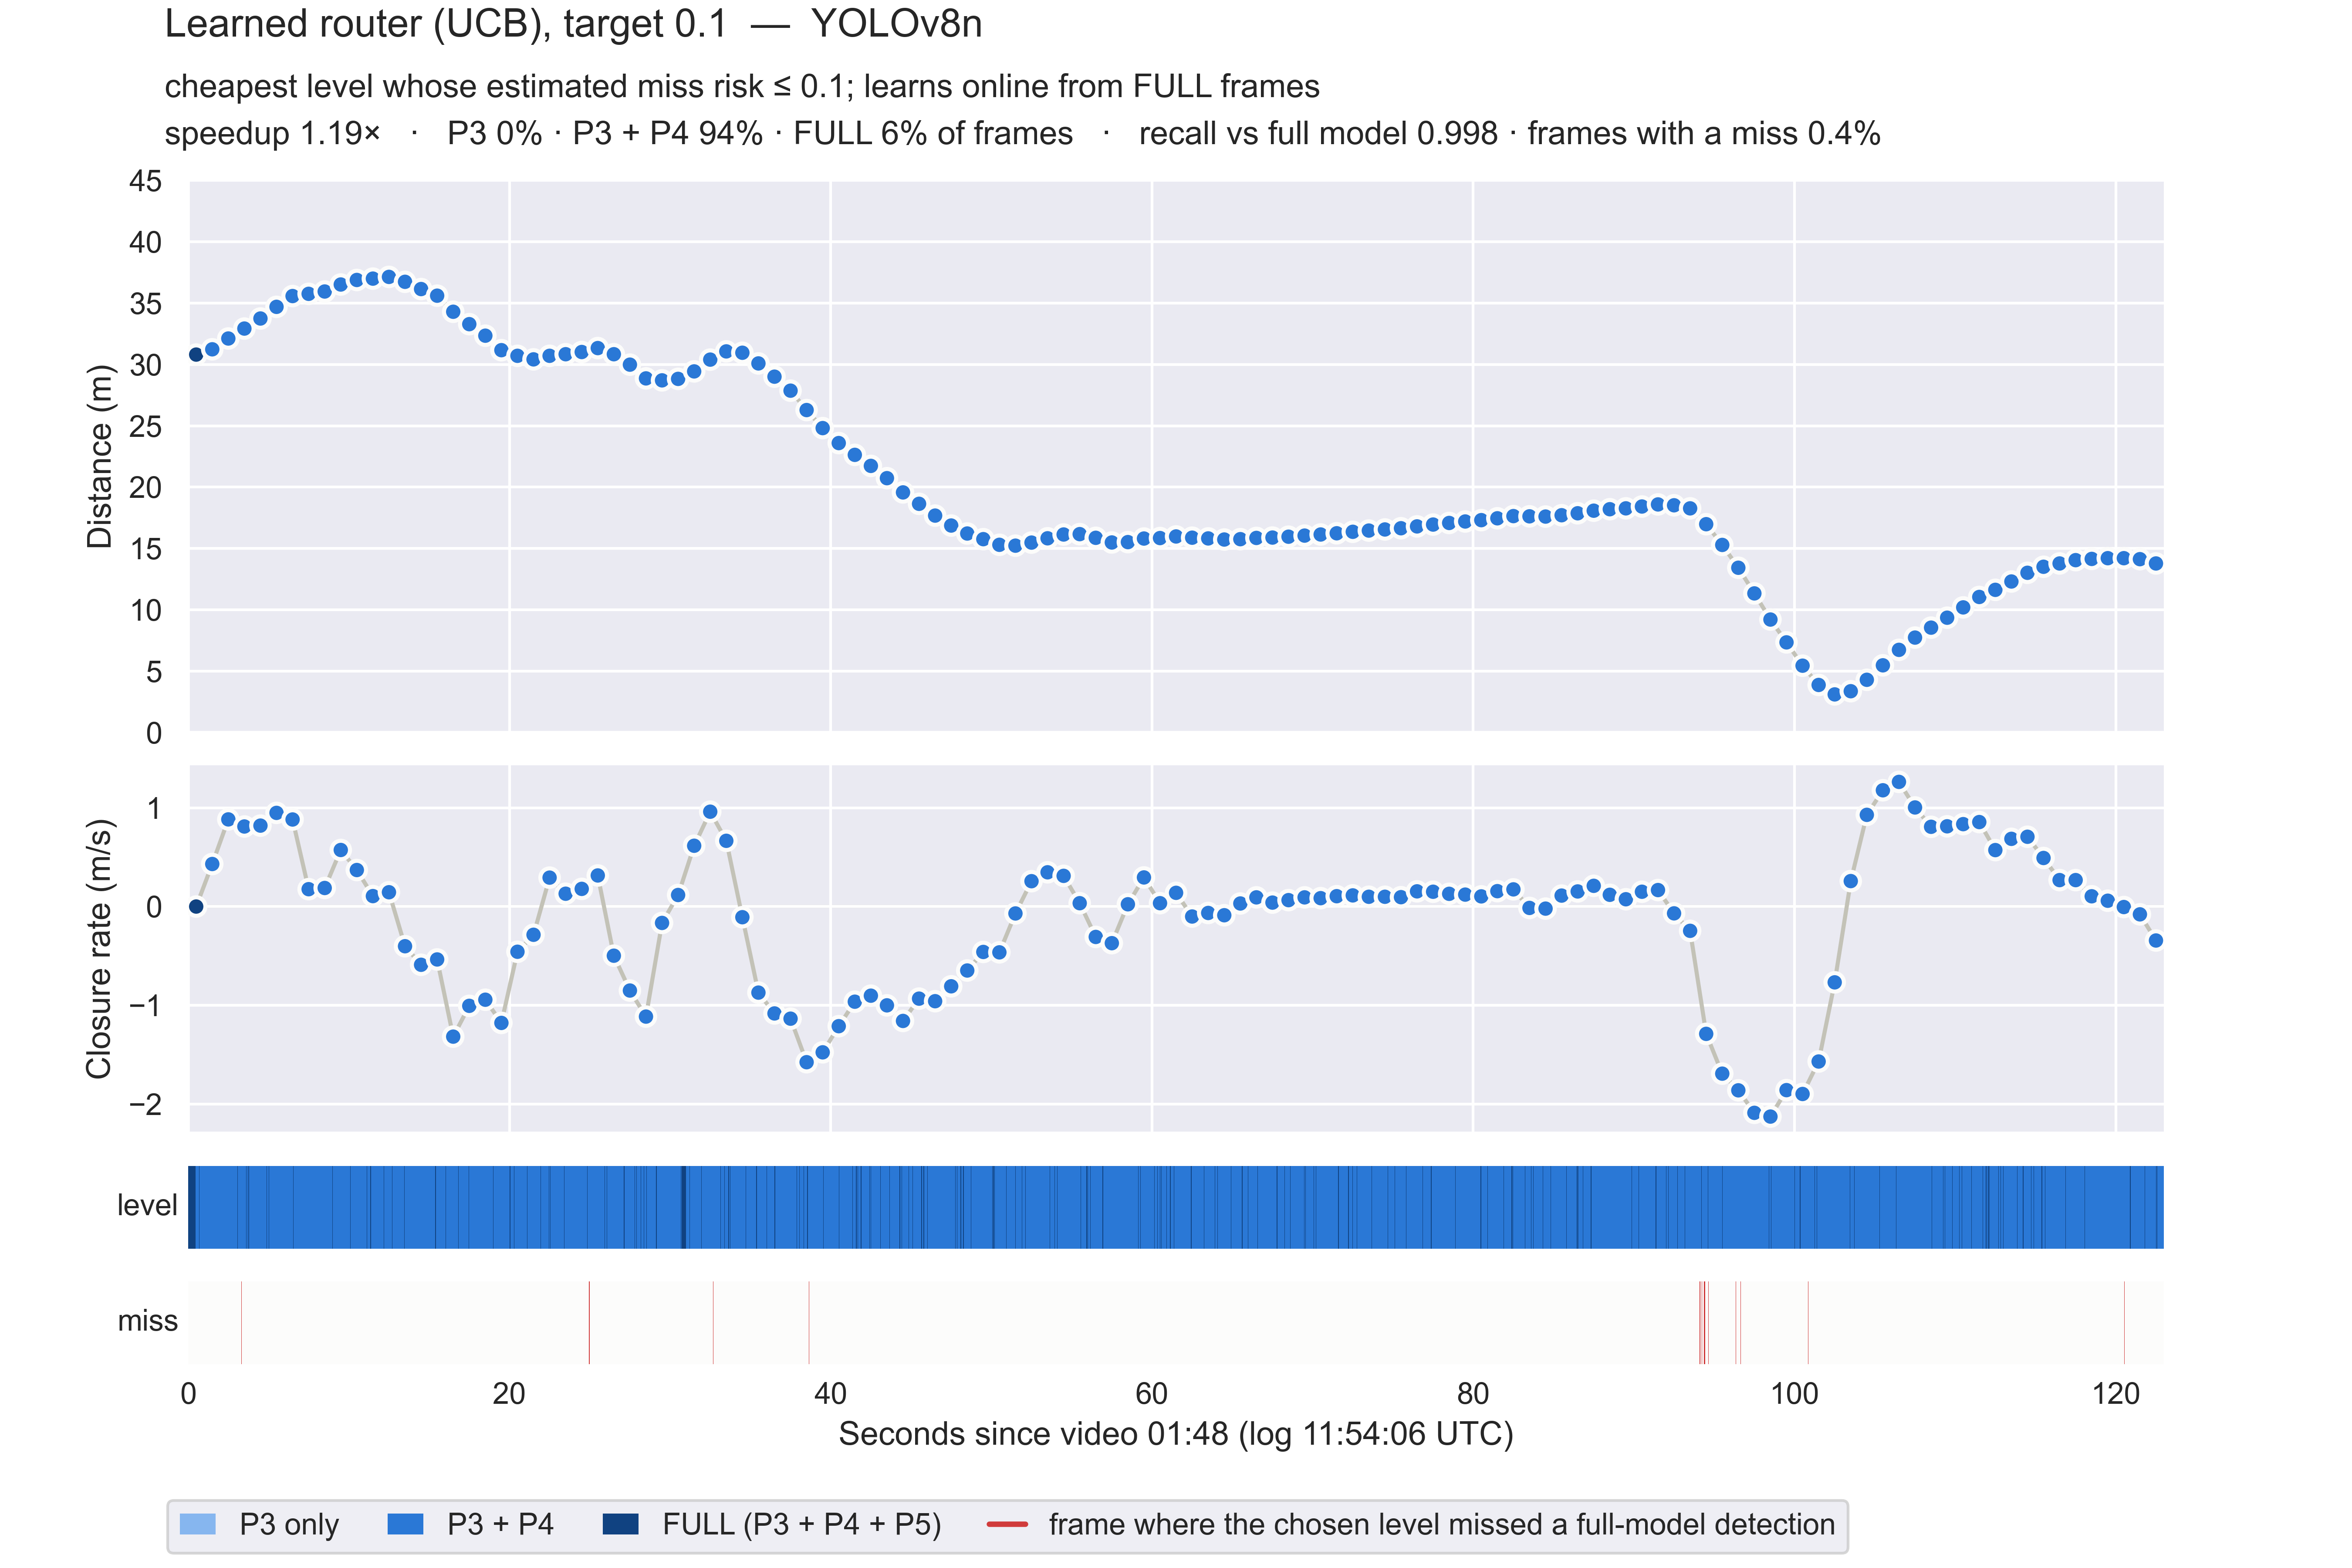 Learned router (UCB), target 0.1 — YOLOv8n
cheapest level whose estimated miss risk ≤ 0.1; learns online from FULL frames
speedup 1.19× · P3 0% · P3 + P4 94% · FULL 6% of frames · recall vs full model 0.998 · frames with a miss 0.4%
45
40
35
30
25
20
15
10
5
0
Distance (m)
1
0
−1
−2
Closure rate (m/s)
level
miss
0 20 40 60 80 100 120
Seconds since video 01:48 (log 11:54:06 UTC)
P3 only P3 + P4 FULL (P3 + P4 + P5) frame where the chosen level missed a full-model detection